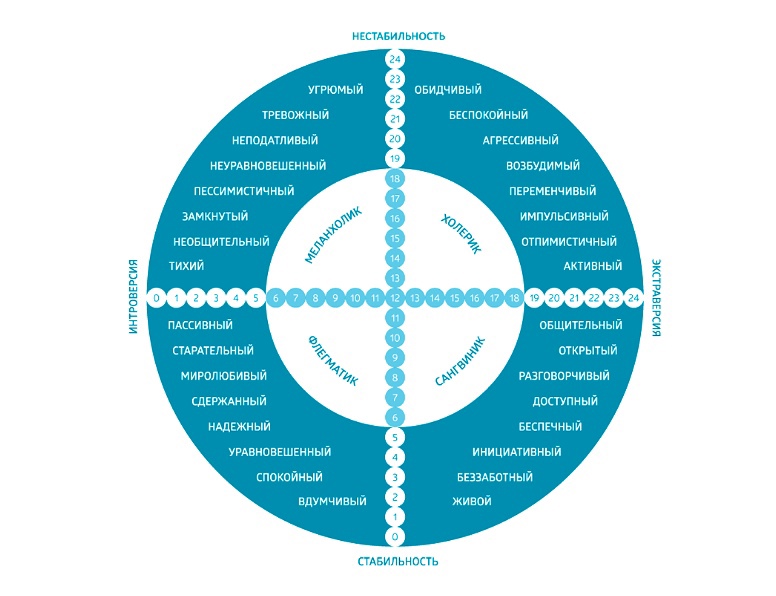 НЕСТАБИЛЬНОСТЬ
24
23
22
21
20
19
18
17
16
15
14
13
УГРЮМЫЙ
ТРЕВОЖНЫЙ
НЕПОДАТЛИВЫЙ
НЕУРАВНОВЕШЕННЫЙ
ПЕССИМИСТИЧНЫЙ
ЗАМКНУТЫЙ
НЕОБЩИТЕЛЬНЫЙ
ТИХИЙ
МЕЛАНХОЛИК
ОБИДЧИВЫЙ
БЕСПОКОЙНЫЙ
АГРЕССИВНЫЙ
ВОЗБУДИМЫЙ
ПЕРЕМЕНЧИВЫЙ
ИМПУЛЬСИВНЫЙ
ОТПИМИСТИЧНЫЙ
АКТИВНЫЙ
ХОЛЕРИК
ИНТРОВЕРСИЯ
0 1 2 3 4 5 6 7 8 9 10 11 12 13 14 15 16 17 18 19 20 21 22 23 24
ЭКСТРАВЕРСИЯ
ФЛЕГМАТИК
ПАССИВНЫЙ
СТАРАТЕЛЬНЫЙ
МИРОЛЮБИВЫЙ
СДЕРЖАННЫЙ
НАДЕЖНЫЙ
УРАВНОВЕШЕННЫЙ
СПОКОЙНЫЙ
ВДУМЧИВЫЙ
САНГВИНИК
ОБЩИТЕЛЬНЫЙ
ОТКРЫТЫЙ
РАЗГОВОРЧИВЫЙ
ДОСТУПНЫЙ
БЕСПЕЧНЫЙ
ИНИЦИАТИВНЫЙ
БЕЗЗАБОТНЫЙ
ЖИВОЙ
11
10
9
8
7
6
5
4
3
2
1
0
СТАБИЛЬНОСТЬ